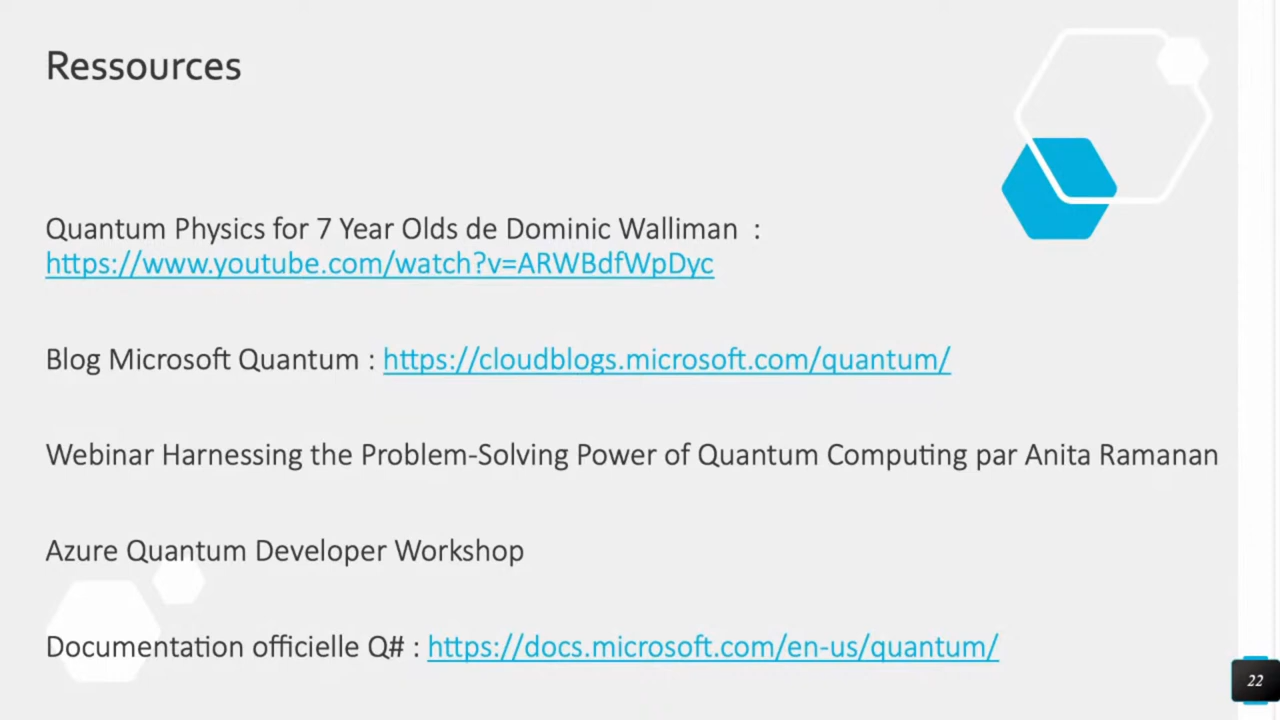 Ressources
Quantum Physics for 7 Year Olds de Dominic Walliman :
https://www.youtube.com/watch?v=ARWBdfWpDyc
Blog Microsoft Quantum : https://cloudblogs.microsoft.com/quantum/
Webinar Harnessing the Problem-Solving Power of Quantum Computing par Anita Ramanan
Azure Quantum Developer Workshop
Documentation officielle Q# : https://docs.microsoft.com/en-us/quantum/
22